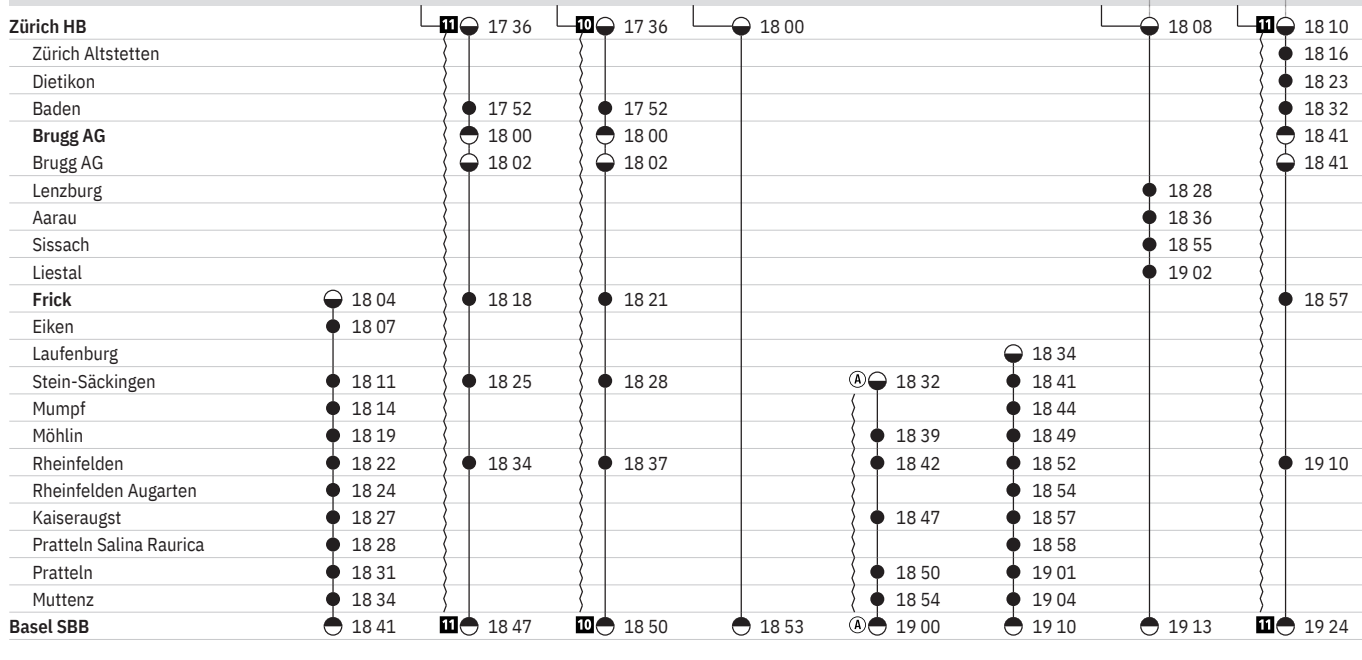 Zürich HB 11 17 36 10 17 36 18 00 18 08 11 18 10
Zürich Altstetten 18 16
Dietikon 18 23
Baden 17 52 17 52 18 32
Brugg AG 18 00 18 00 18 41
Brugg AG 18 02 18 02 18 41
Lenzburg 18 28
Aarau 18 36
Sissach 18 55
Liestal 19 02
Frick 18 04 18 18 18 21 18 57
Eiken 18 07
Laufenburg 18 34
Stein-Säckingen 18 11 18 25 18 28 A 18 32 18 41
Mumpf 18 14 18 44
Möhlin 18 19 18 39 18 49
Rheinfelden 18 22 18 34 18 37 18 42 18 52 19 10
Rheinfelden Augarten 18 24 18 54
Kaiseraugst 18 27 18 47 18 57
Pratteln Salina Raurica 18 28 18 58
Pratteln 18 31 18 50 19 01
Muttenz 18 34 18 54 19 04
Basel SBB 18 41 11 18 47 10 18 50 18 53 A 19 00 19 10 19 13 11 19 24